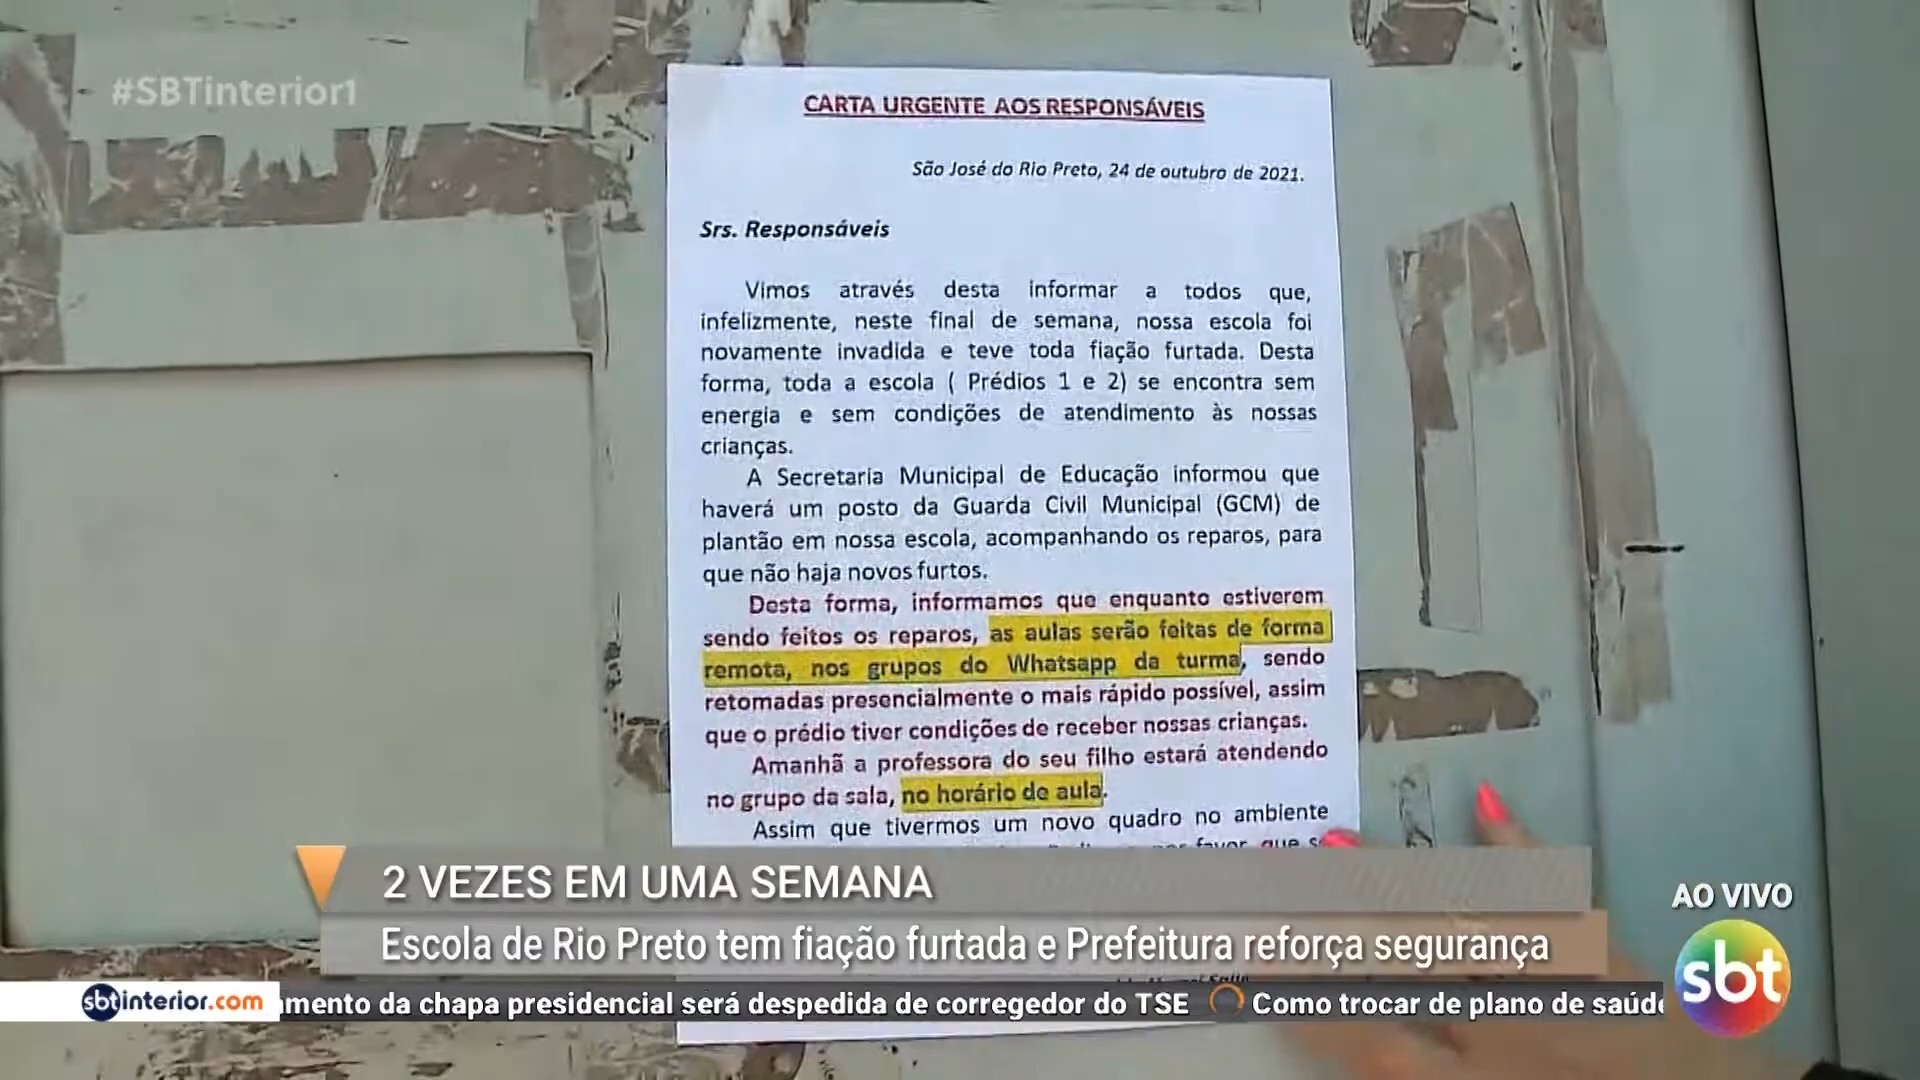 #SBTinterior1
CARTA URGENTE AOS RESPONSÁVEIS
São José do Rio Preto, 24 de outubro de 2021.
Srs. Responsáveis
Vimos através desta informar a todos que,
infelizmente, neste final de semana, nossa escola foi
novamente invadida e teve toda fiação furtada. Desta
forma, toda a escola ( Prédios 1 e 2) se encontra sem
energia e sem condições de atendimento às nossas
crianças.
A Secretaria Municipal de Educação informou que
haverá um posto da Guarda Civil Municipal (GCM) de
plantão em nossa escola, acompanhando os reparos, para
que não haja novos furtos.
Desta forma, informamos que enquanto estiverem
sendo feitos os reparos, as aulas serão feitas de forma
remota, nos grupos do Whatsapp da turma, sendo
retomadas presencialmente o mais rápido possível, assim
que o prédio tiver condições de receber nossas crianças.
Amanhã a professora do seu filho estará atendendo
no grupo da sala, no horário de aula.
Assim que tivermos um novo quadro no ambiente
favor, que
2 VEZES EM UMA SEMANA
Escola de Rio Preto tem fiação furtada e Prefeitura reforça segurança
AO VIVO
sbt
sbtinterior.com
amento da chapa presidencial será despedida de corregedor do TSE Como trocar de plano de saúde